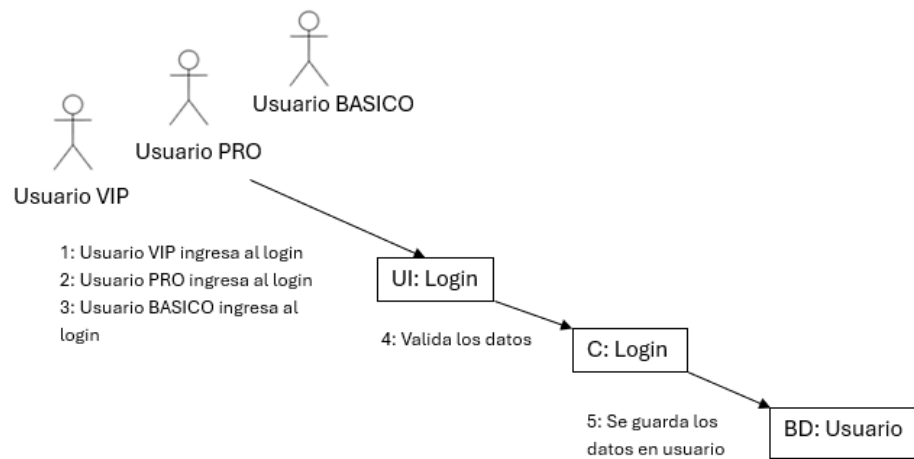 Usuario BASICO
Usuario PRO
Usuario VIP
1: Usuario VIP ingresa al login
2: Usuario PRO ingresa al login
3: Usuario BASICO ingresa al
login
UI: Login
4: Valida los datos
C: Login
5: Se guarda los
datos en usuario
BD: Usuario